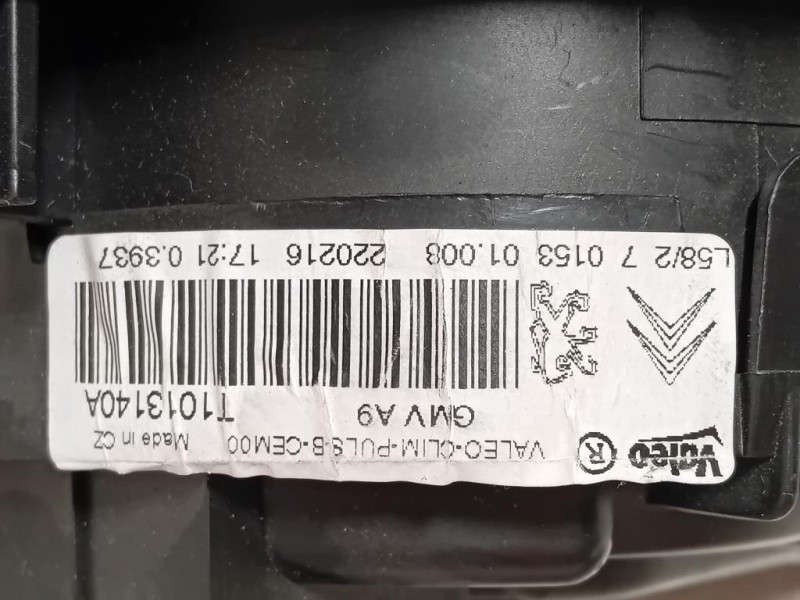 Valeo ® VALEO-CLIM-PULS-B-CEM00 Made in CZ
GMV A9 T1013140A
L58/2 7 0153 01.008 220216 17:21 0.3937